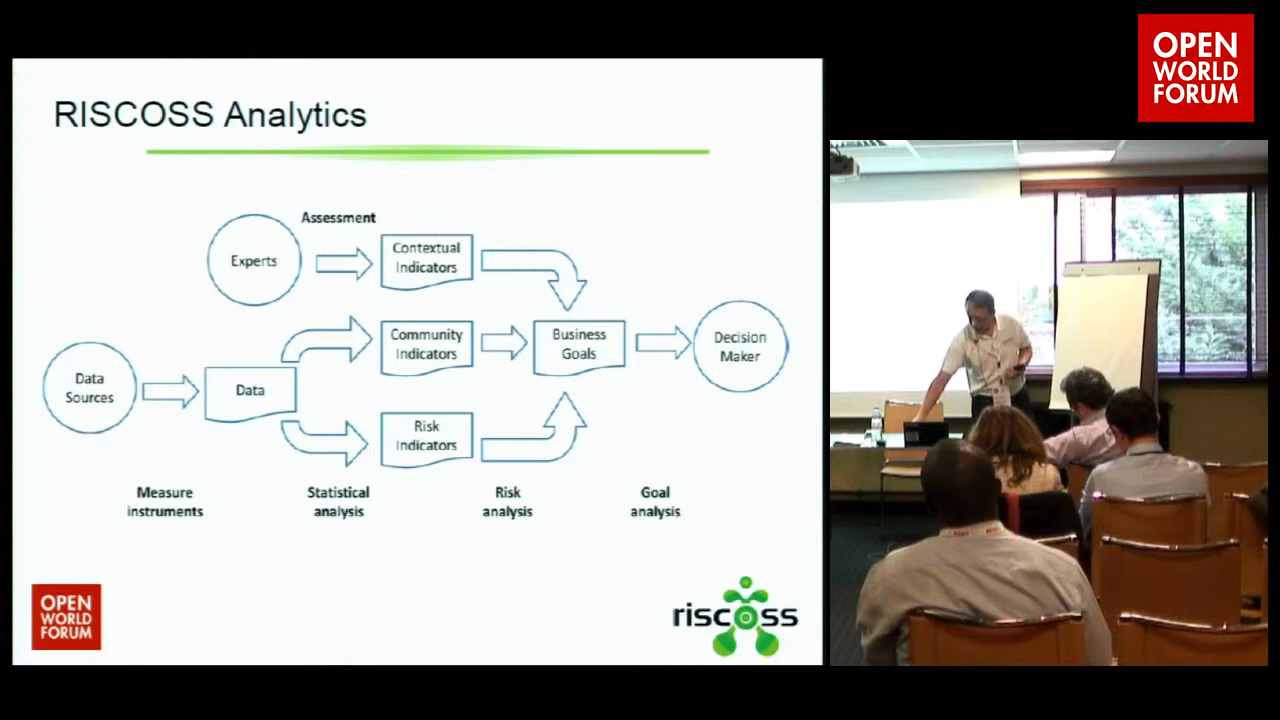 OPEN
WORLD
FORUM
RISCOSS Analytics
Assessment
Experts
Contextual
Indicators
Community
Indicators
Business
Goals
Decision
Maker
Data
Sources
Data
Risk
Indicators
Measure
instruments
Statistical
analysis
Risk
analysis
Goal
analysis
OPEN
WORLD
FORUM
riscoss